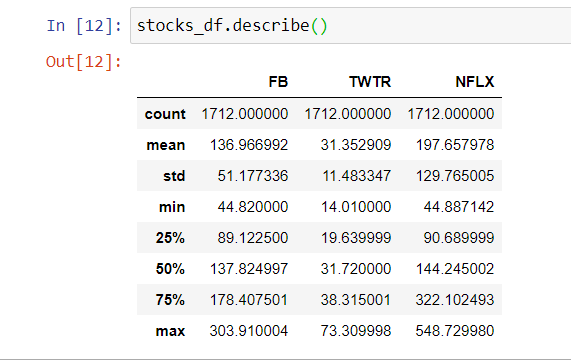 In [12]: stocks_df.describe()
Out[12]:
FB TWTR NFLX
count 1712.000000 1712.000000 1712.000000
mean 136.966992 31.352909 197.657978
std 51.177336 11.483347 129.765005
min 44.820000 14.010000 44.887142
25% 89.122500 19.639999 90.689999
50% 137.824997 31.720000 144.245002
75% 178.407501 38.315001 322.102493
max 303.910004 73.309998 548.729980